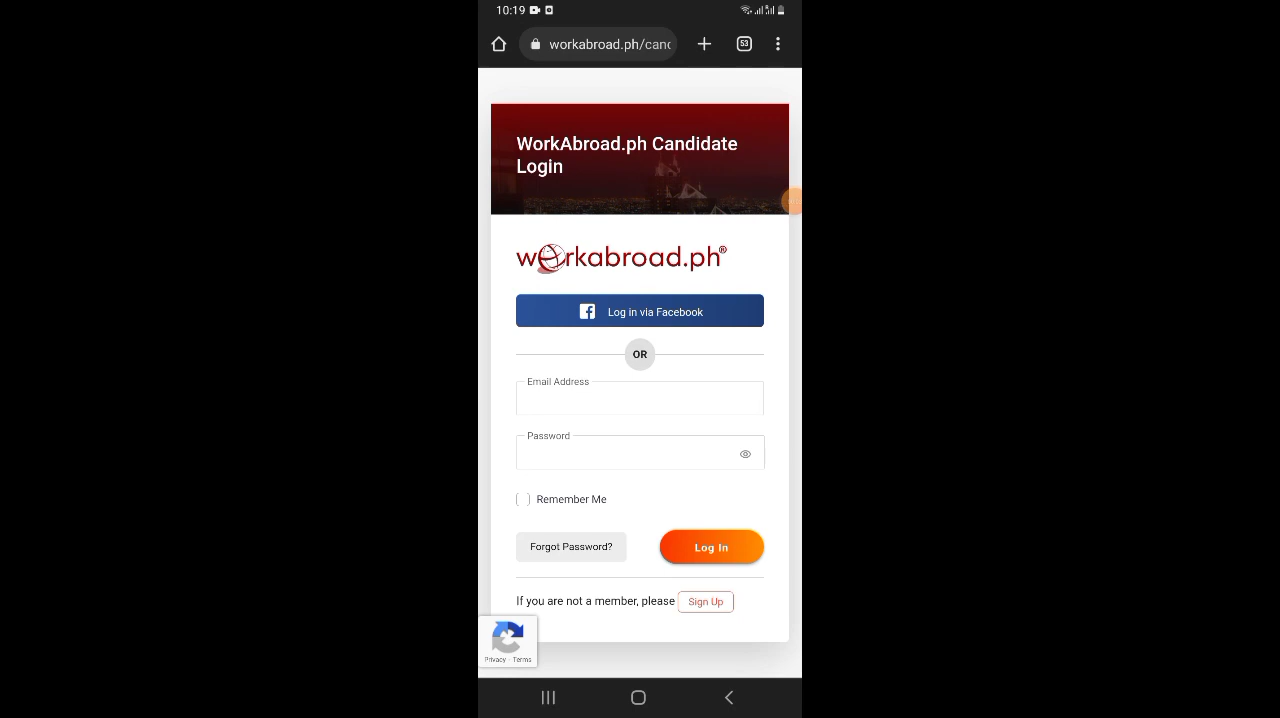 10:19
workabroad.ph/canc
53
WorkAbroad.ph Candidate
Login
workabroad.ph®
Log in via Facebook
OR
Email Address
Password
Remember Me
Forgot Password?
Log In
If you are not a member, please Sign Up
Privacy - Terms